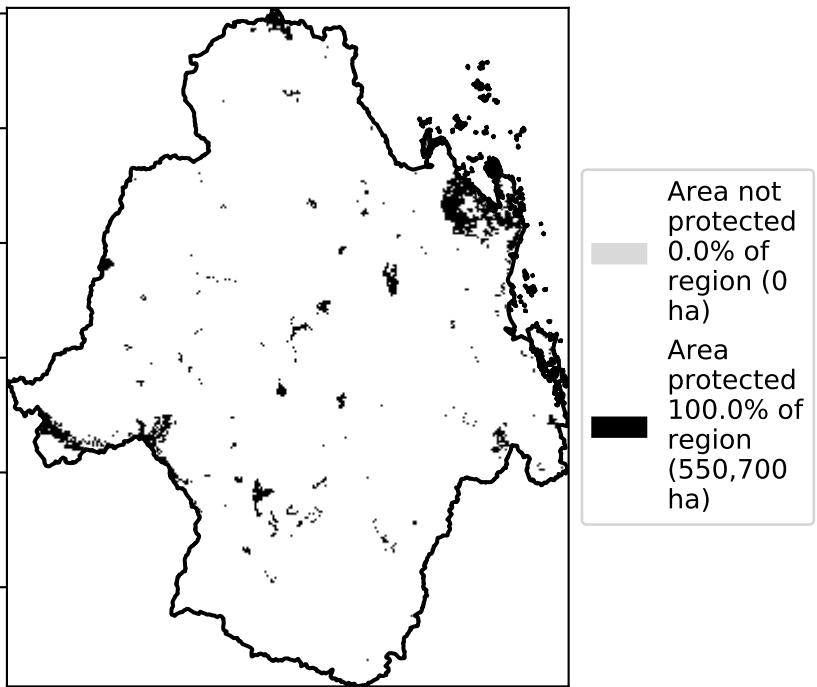 Area not
protected
0.0% of
region (0
ha)
Area
protected
100.0% of
region
(550,700
ha)